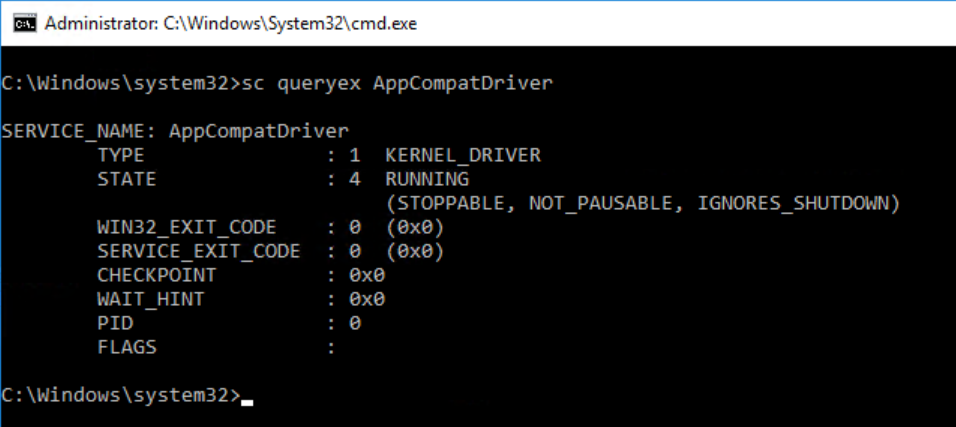 Administrator: C:\Windows\System32\cmd.exe
C:\Windows\system32>sc queryex AppCompatDriver
SERVICE_NAME: AppCompatDriver
        TYPE               : 1  KERNEL_DRIVER
        STATE              : 4  RUNNING
                                (STOPPABLE, NOT_PAUSABLE, IGNORES_SHUTDOWN)
        WIN32_EXIT_CODE    : 0  (0x0)
        SERVICE_EXIT_CODE  : 0  (0x0)
        CHECKPOINT         : 0x0
        WAIT_HINT          : 0x0
        PID                : 0
        FLAGS              :
C:\Windows\system32>